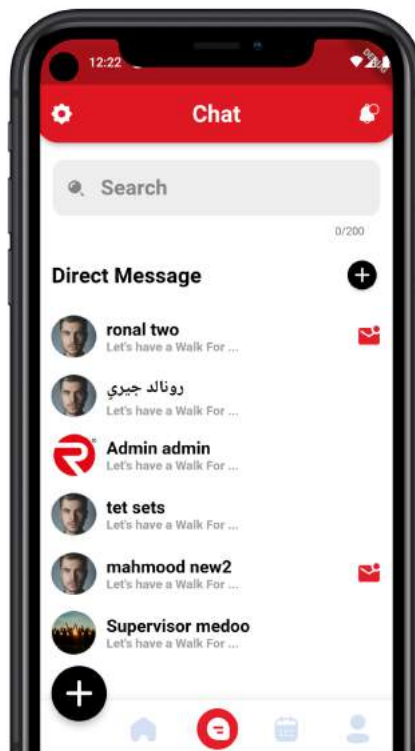 12:22
DEBUG
Chat
Search
0/200
Direct Message
ronal two
Let's have a Walk For ...
رونالد جيري
Let's have a Walk For ...
Admin admin
Let's have a Walk For ...
tet sets
Let's have a Walk For ...
mahmood new2
Let's have a Walk For ...
Supervisor medoo
Let's have a Walk For ...